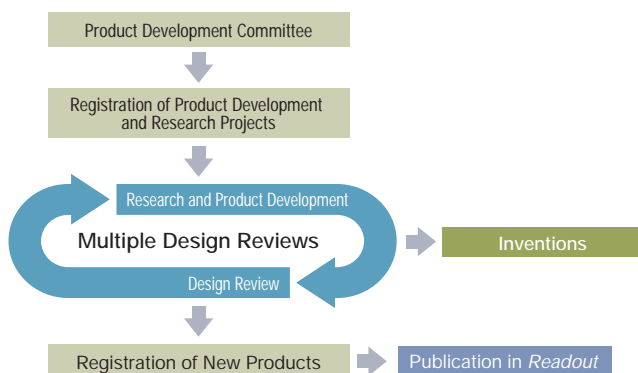 Product Development Committee
Registration of Product Development
and Research Projects
Research and Product Development
Multiple Design Reviews
Inventions
Design Review
Registration of New Products
Publication in Readout